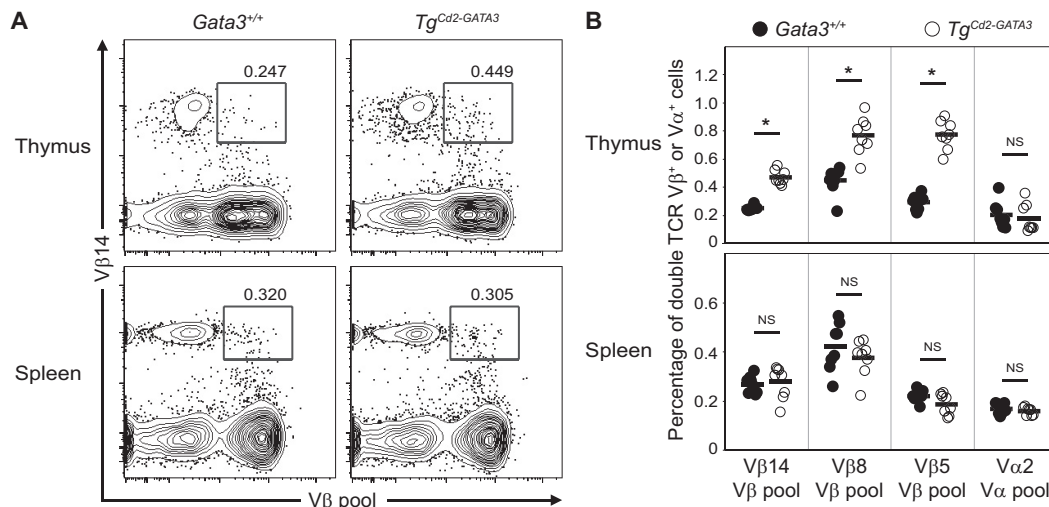 A
Gata3+/+
TgCd2-GATA3
Thymus
0.247
0.449
Vβ14
Spleen
0.320
0.305
Vβ pool
B
Gata3+/+
TgCd2-GATA3
Percentage of double TCR Vβ+ or Vα+ cells
Thymus
1.2
1.0
0.8
0.6
0.4
0.2
0
*
*
*
NS
Spleen
0.6
0.4
0.2
0
NS
NS
NS
NS
Vβ14 Vβ8 Vβ5 Vα2
Vβ pool Vβ pool Vβ pool Vα pool